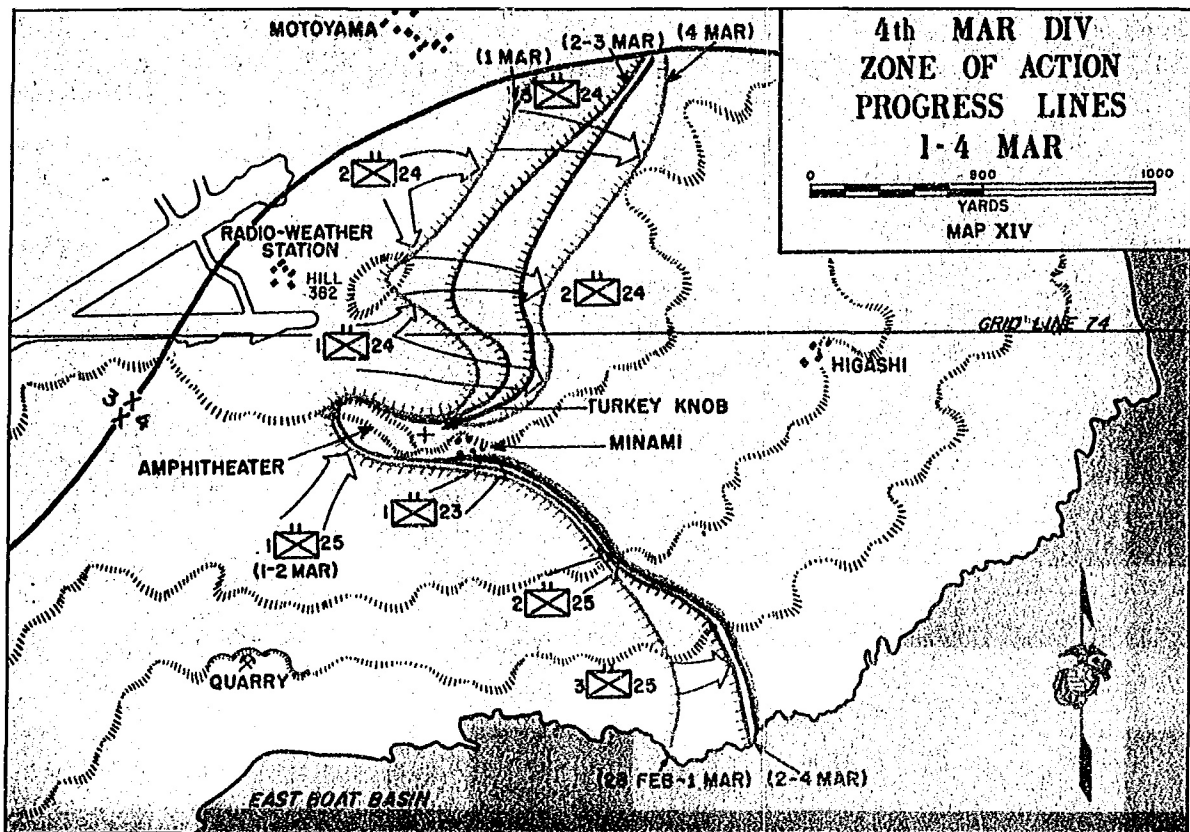 MOTOYAMA
(1 MAR)
(2-3 MAR)
(4 MAR)
4th MAR DIV
ZONE OF ACTION
PROGRESS LINES
1-4 MAR
0 800 1000
YARDS
MAP XIV
3 24
2 24
RADIO-WEATHER
STATION
HILL
382
2 24
1 24
GRID LINE 74
HIGASHI
3
4
TURKEY KNOB
MINAMI
AMPHITHEATER
1 23
1 25
(1-2 MAR)
2 25
QUARRY
3 25
(28 FEB-1 MAR) (2-4 MAR)
EAST BOAT BASIN